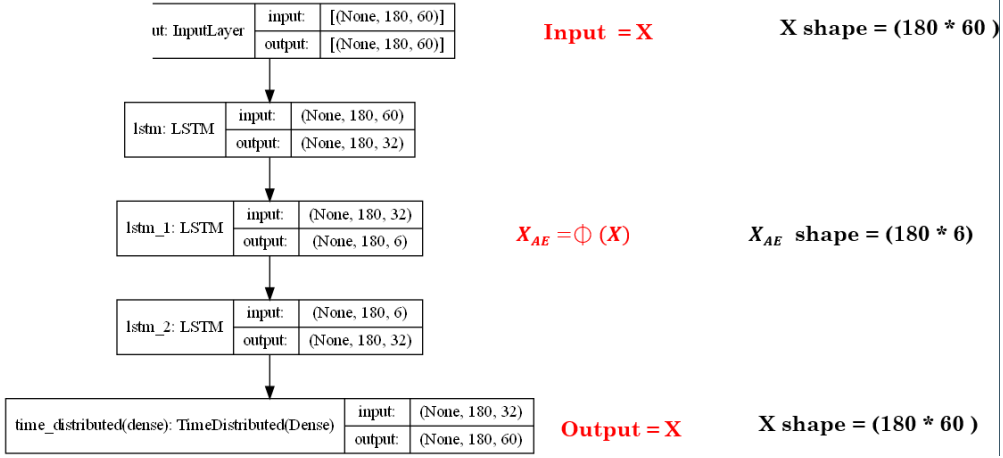 ut: InputLayer input: [(None, 180, 60)]
output: [(None, 180, 60)]
Input = X
X shape = (180 * 60 )
lstm: LSTM input: (None, 180, 60)
output: (None, 180, 32)
lstm_1: LSTM input: (None, 180, 32)
output: (None, 180, 6)
X_AE =Φ (X)
X_AE shape = (180 * 6)
lstm_2: LSTM input: (None, 180, 6)
output: (None, 180, 32)
time_distributed(dense): TimeDistributed(Dense) input: (None, 180, 32)
output: (None, 180, 60)
Output = X
X shape = (180 * 60 )